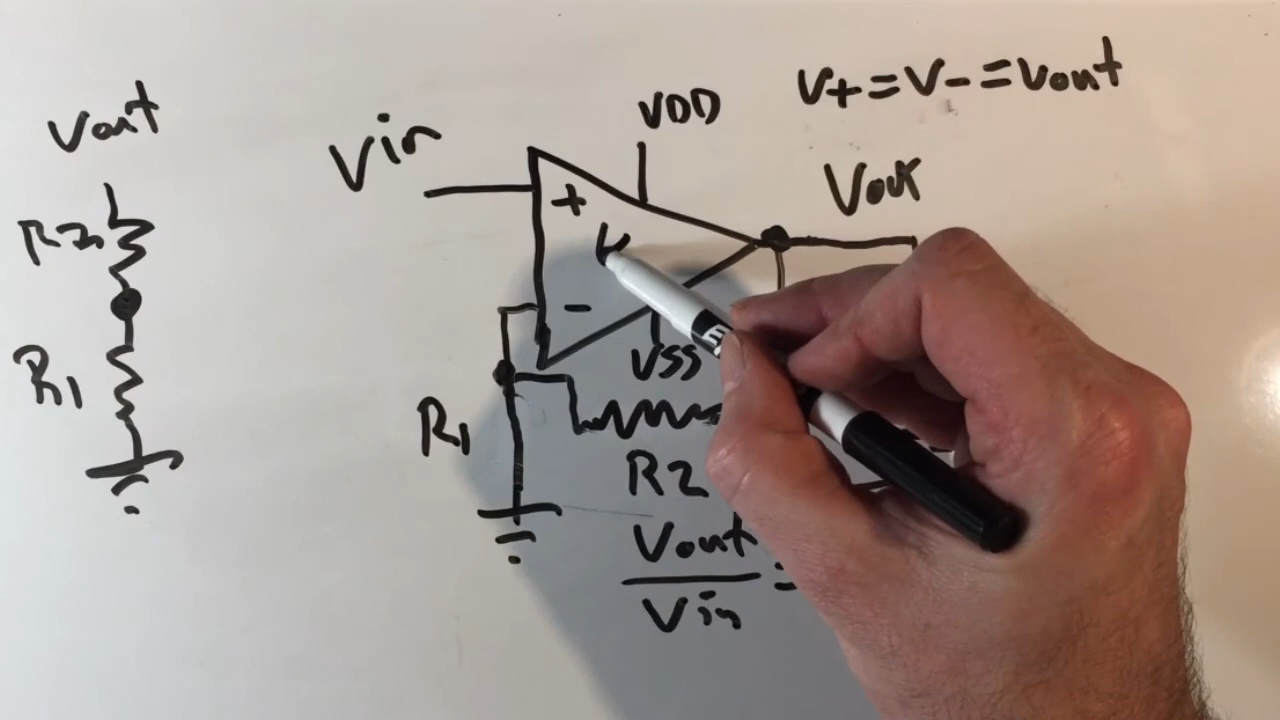 Vout
R2
R1
Vin
VDD
V+=V-=Vout
Vout
+
-
VSS
R1
R2
Vout
Vin
=